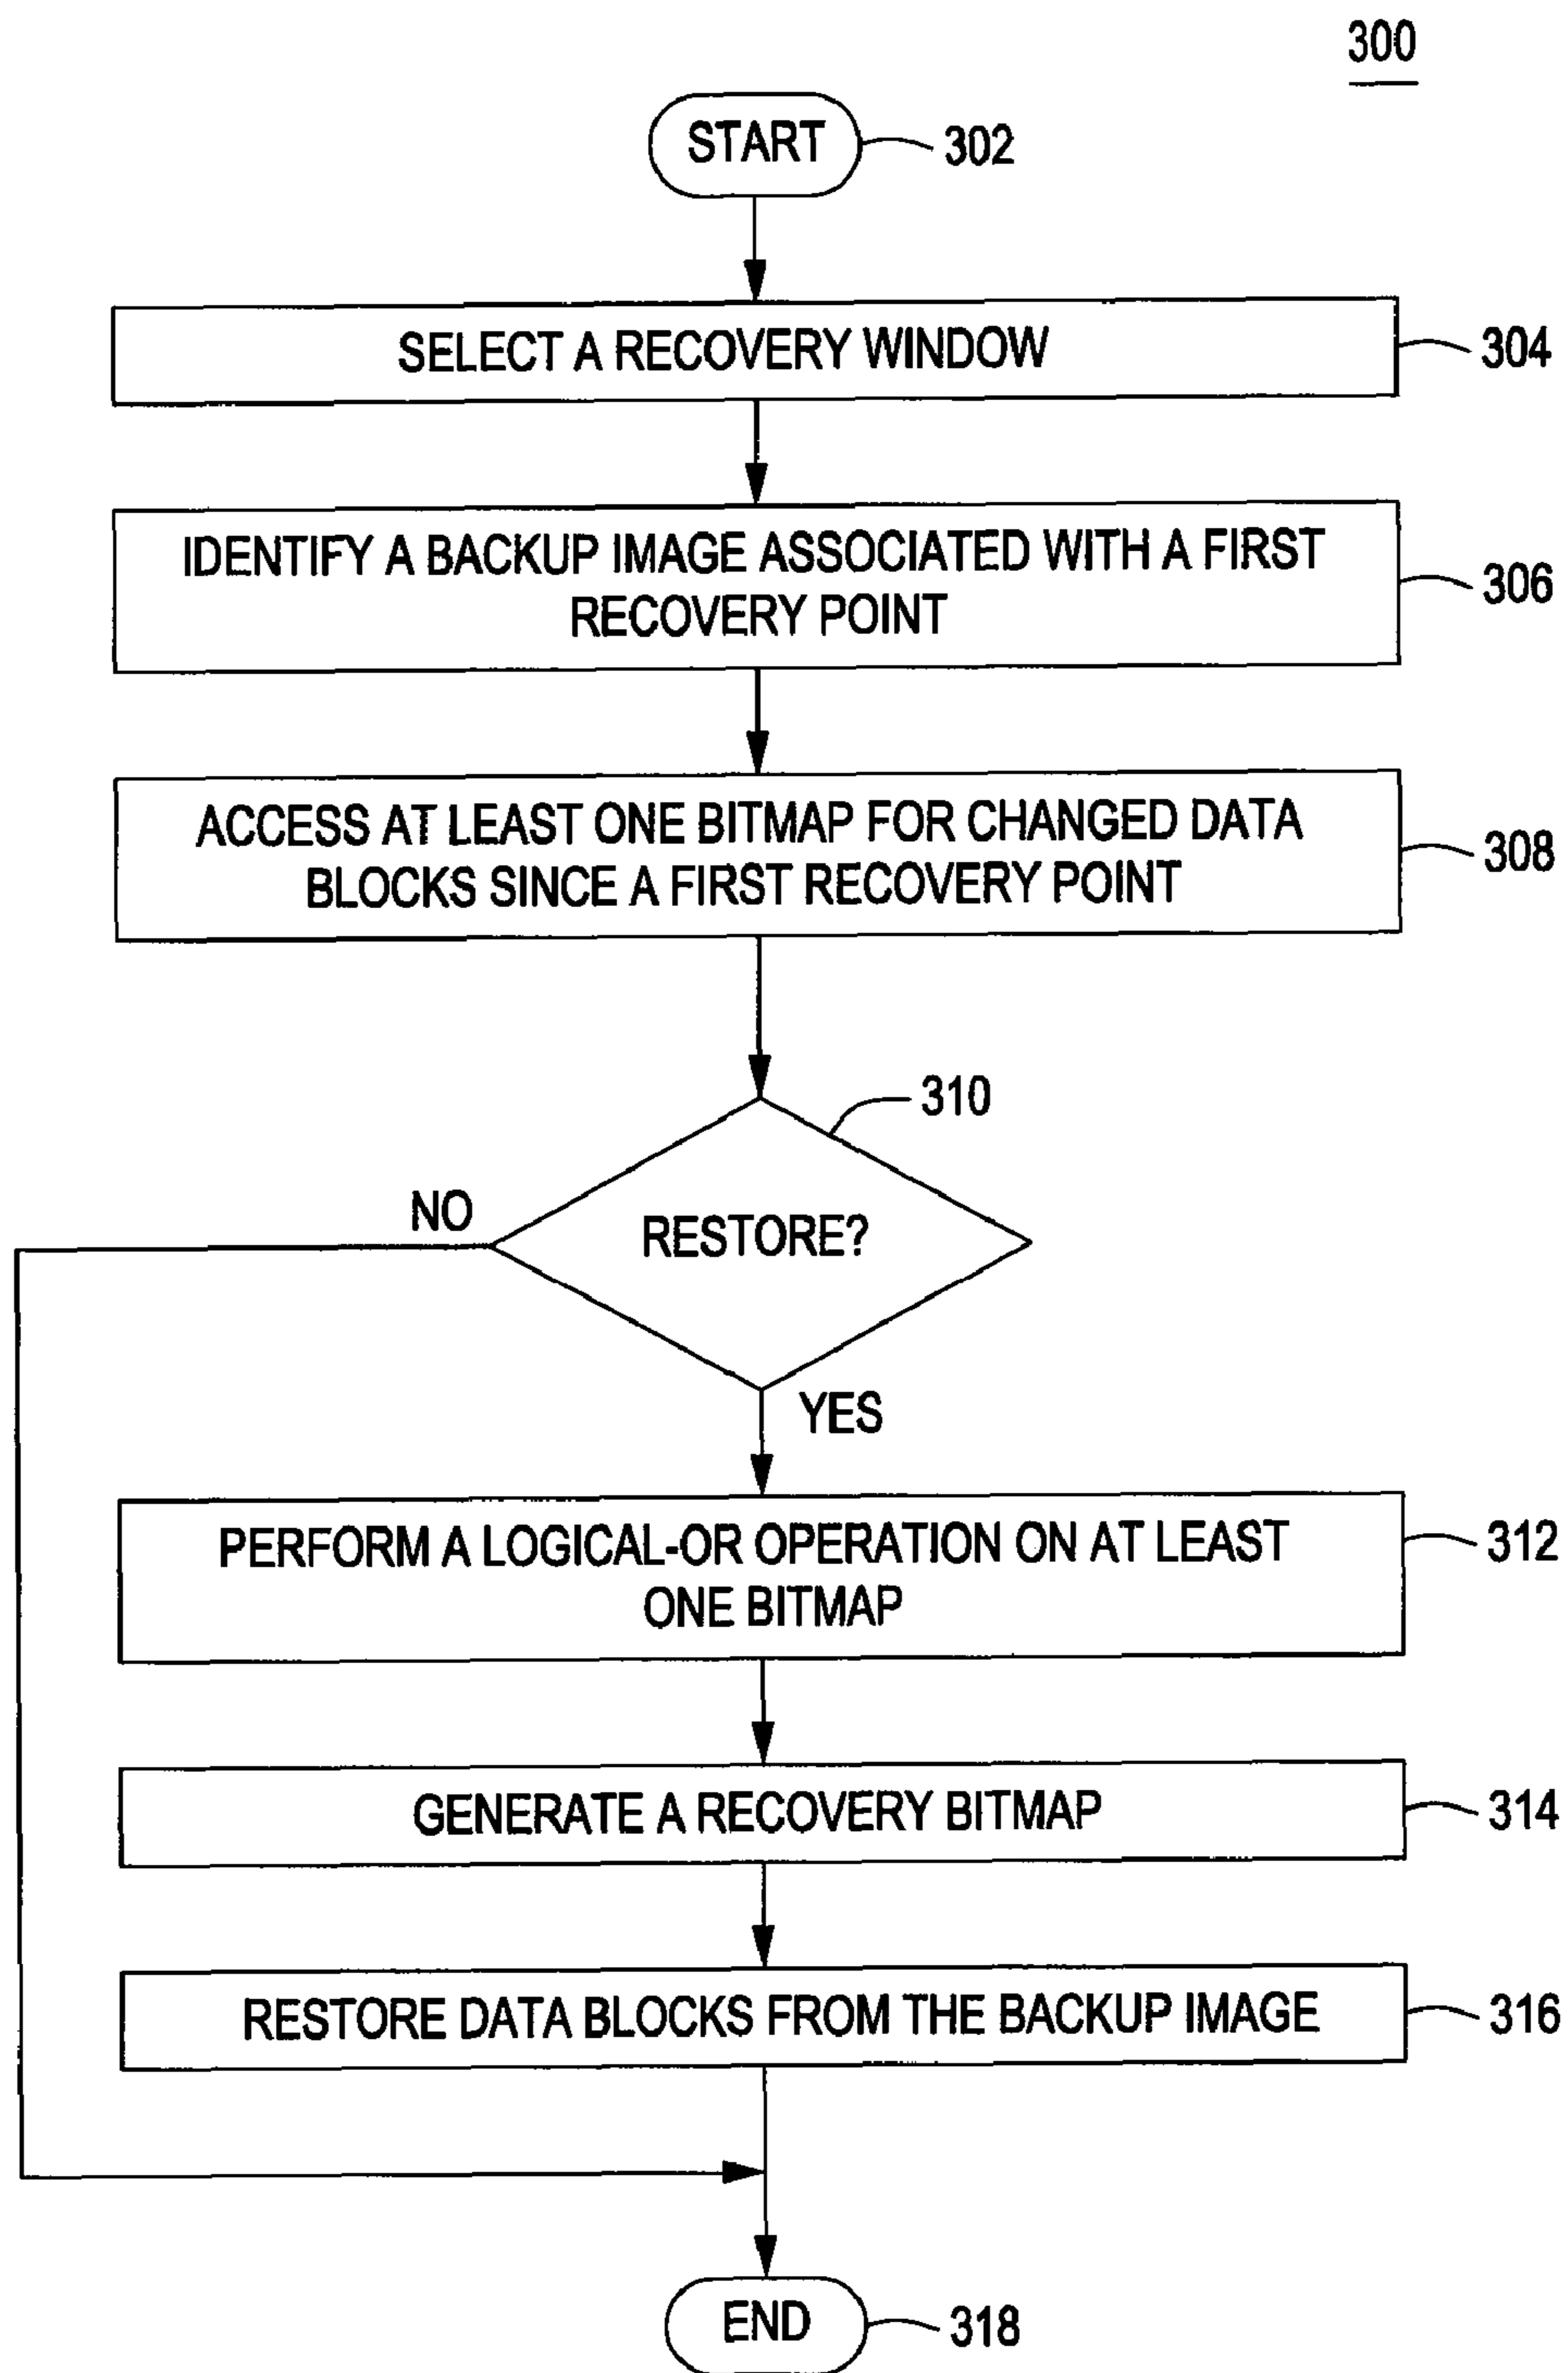 300
START
302
SELECT A RECOVERY WINDOW
304
IDENTIFY A BACKUP IMAGE ASSOCIATED WITH A FIRST
RECOVERY POINT
306
ACCESS AT LEAST ONE BITMAP FOR CHANGED DATA
BLOCKS SINCE A FIRST RECOVERY POINT
308
310
RESTORE?
NO
YES
PERFORM A LOGICAL-OR OPERATION ON AT LEAST
ONE BITMAP
312
GENERATE A RECOVERY BITMAP
314
RESTORE DATA BLOCKS FROM THE BACKUP IMAGE
316
END
318